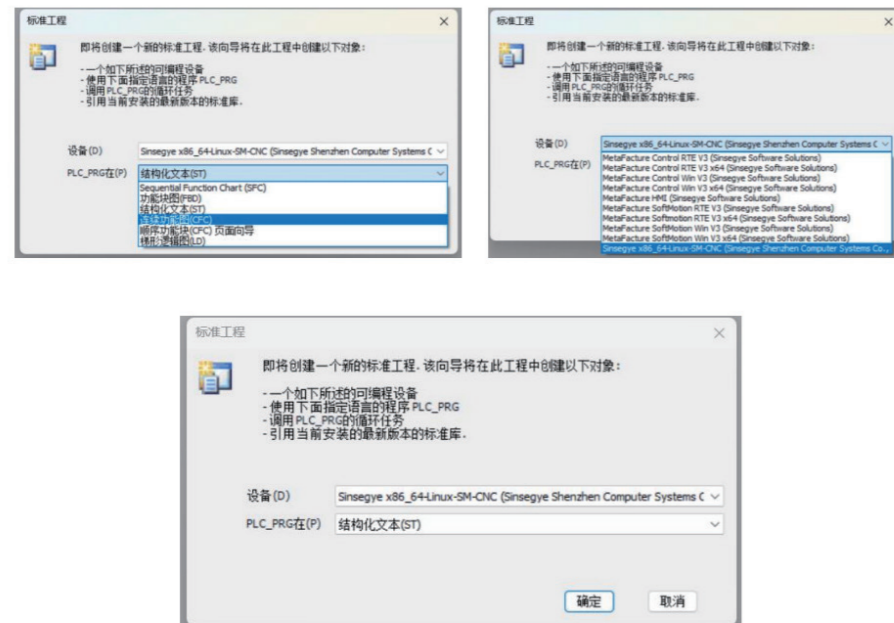 标准工程
即将创建一个新的标准工程.该向导将在此工程中创建以下对象:
-一个如下所述的可编程设备
-使用下面指定语言的程序 PLC_PRG
-调用PLC_PRG的循环任务
-引用当前安装的最新版本的标准库.
设备(D) Sinsegye x86_64-Linux-SM-CNC (Sinsegye Shenzhen Computer Systems C
PLC_PRG在(P) 结构化文本(ST)
Sequential Function Chart (SFC)
功能块图(FBD)
结构化文本(ST)
连续功能图(CFC)
顺序功能块(CFC) 页面向导
梯形逻辑图(LD)
标准工程
即将创建一个新的标准工程.该向导将在此工程中创建以下对象:
-一个如下所述的可编程设备
-使用下面指定语言的程序 PLC_PRG
-调用PLC_PRG的循环任务
-引用当前安装的最新版本的标准库.
设备(D) Sinsegye x86_64-Linux-SM-CNC (Sinsegye Shenzhen Computer Systems C
PLC_PRG在(P)
MetaFacture Control RTE V3 (Sinsegye Software Solutions)
MetaFacture Control RTE V3 x64 (Sinsegye Software Solutions)
MetaFacture Control Win V3 (Sinsegye Software Solutions)
MetaFacture Control Win V3 x64 (Sinsegye Software Solutions)
MetaFacture HMI (Sinsegye Software Solutions)
MetaFacture SoftMotion RTE V3 (Sinsegye Software Solutions)
MetaFacture Softmotion RTE V3 x64 (Sinsegye Software Solutions)
MetaFacture SoftMotion Win V3 (Sinsegye Software Solutions)
MetaFacture SoftMotion Win V3 x64 (Sinsegye Software Solutions)
Sinsegye x86_64-Linux-SM-CNC (Sinsegye Shenzhen Computer Systems Co.,
标准工程
即将创建一个新的标准工程.该向导将在此工程中创建以下对象:
-一个如下所述的可编程设备
-使用下面指定语言的程序 PLC_PRG
-调用PLC_PRG的循环任务
-引用当前安装的最新版本的标准库.
设备(D) Sinsegye x86_64-Linux-SM-CNC (Sinsegye Shenzhen Computer Systems C
PLC_PRG在(P) 结构化文本(ST)
确定 取消